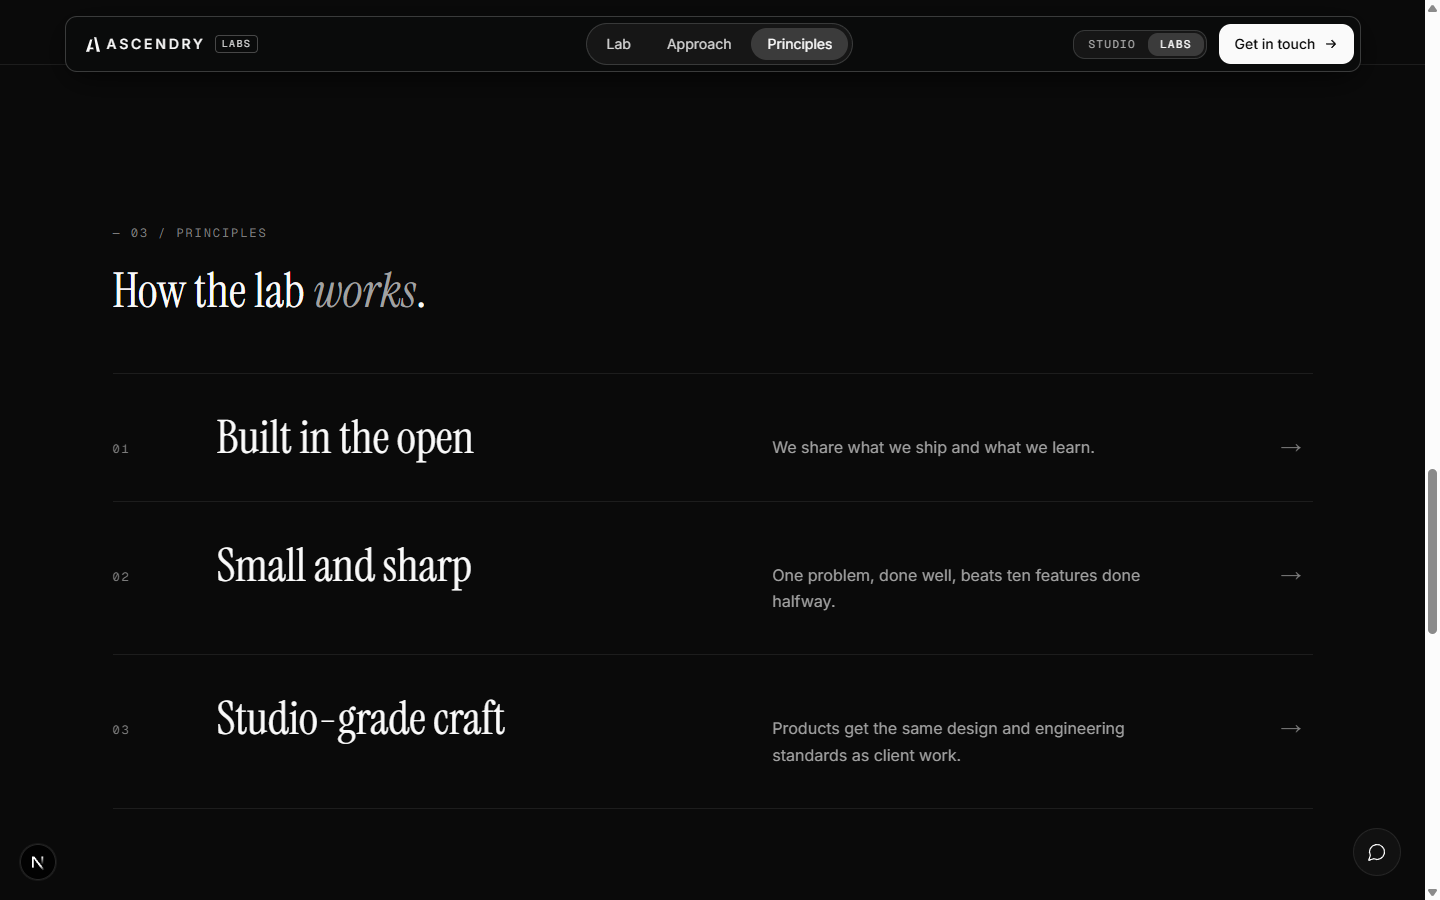 ASCENDRY LABS
Lab Approach Principles
STUDIO LABS
Get in touch →
— 03 / PRINCIPLES
How the lab works.
01
Built in the open
We share what we ship and what we learn.
→
02
Small and sharp
One problem, done well, beats ten features done
halfway.
→
03
Studio-grade craft
Products get the same design and engineering
standards as client work.
→
N